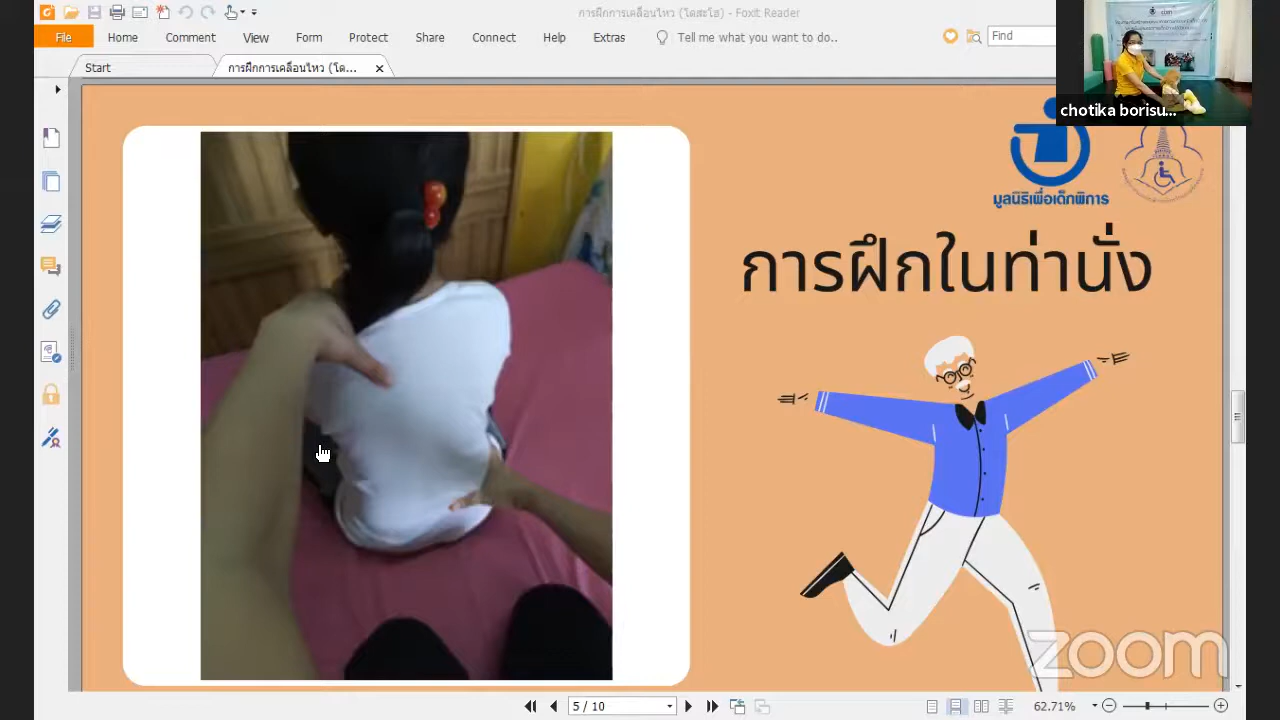 การฝึกการเคลื่อนไหว (โดสะโฮ) - Foxit Reader
File Home Comment View Form Protect Share Connect Help Extras Tell me what you want to do.. Find
Start
การฝึกการเคลื่อนไหว (โด...
chotika borisu...
มูลนิธิเพื่อเด็กพิการ
การฝึกในท่านั่ง
zoom
5 / 10
62.71%